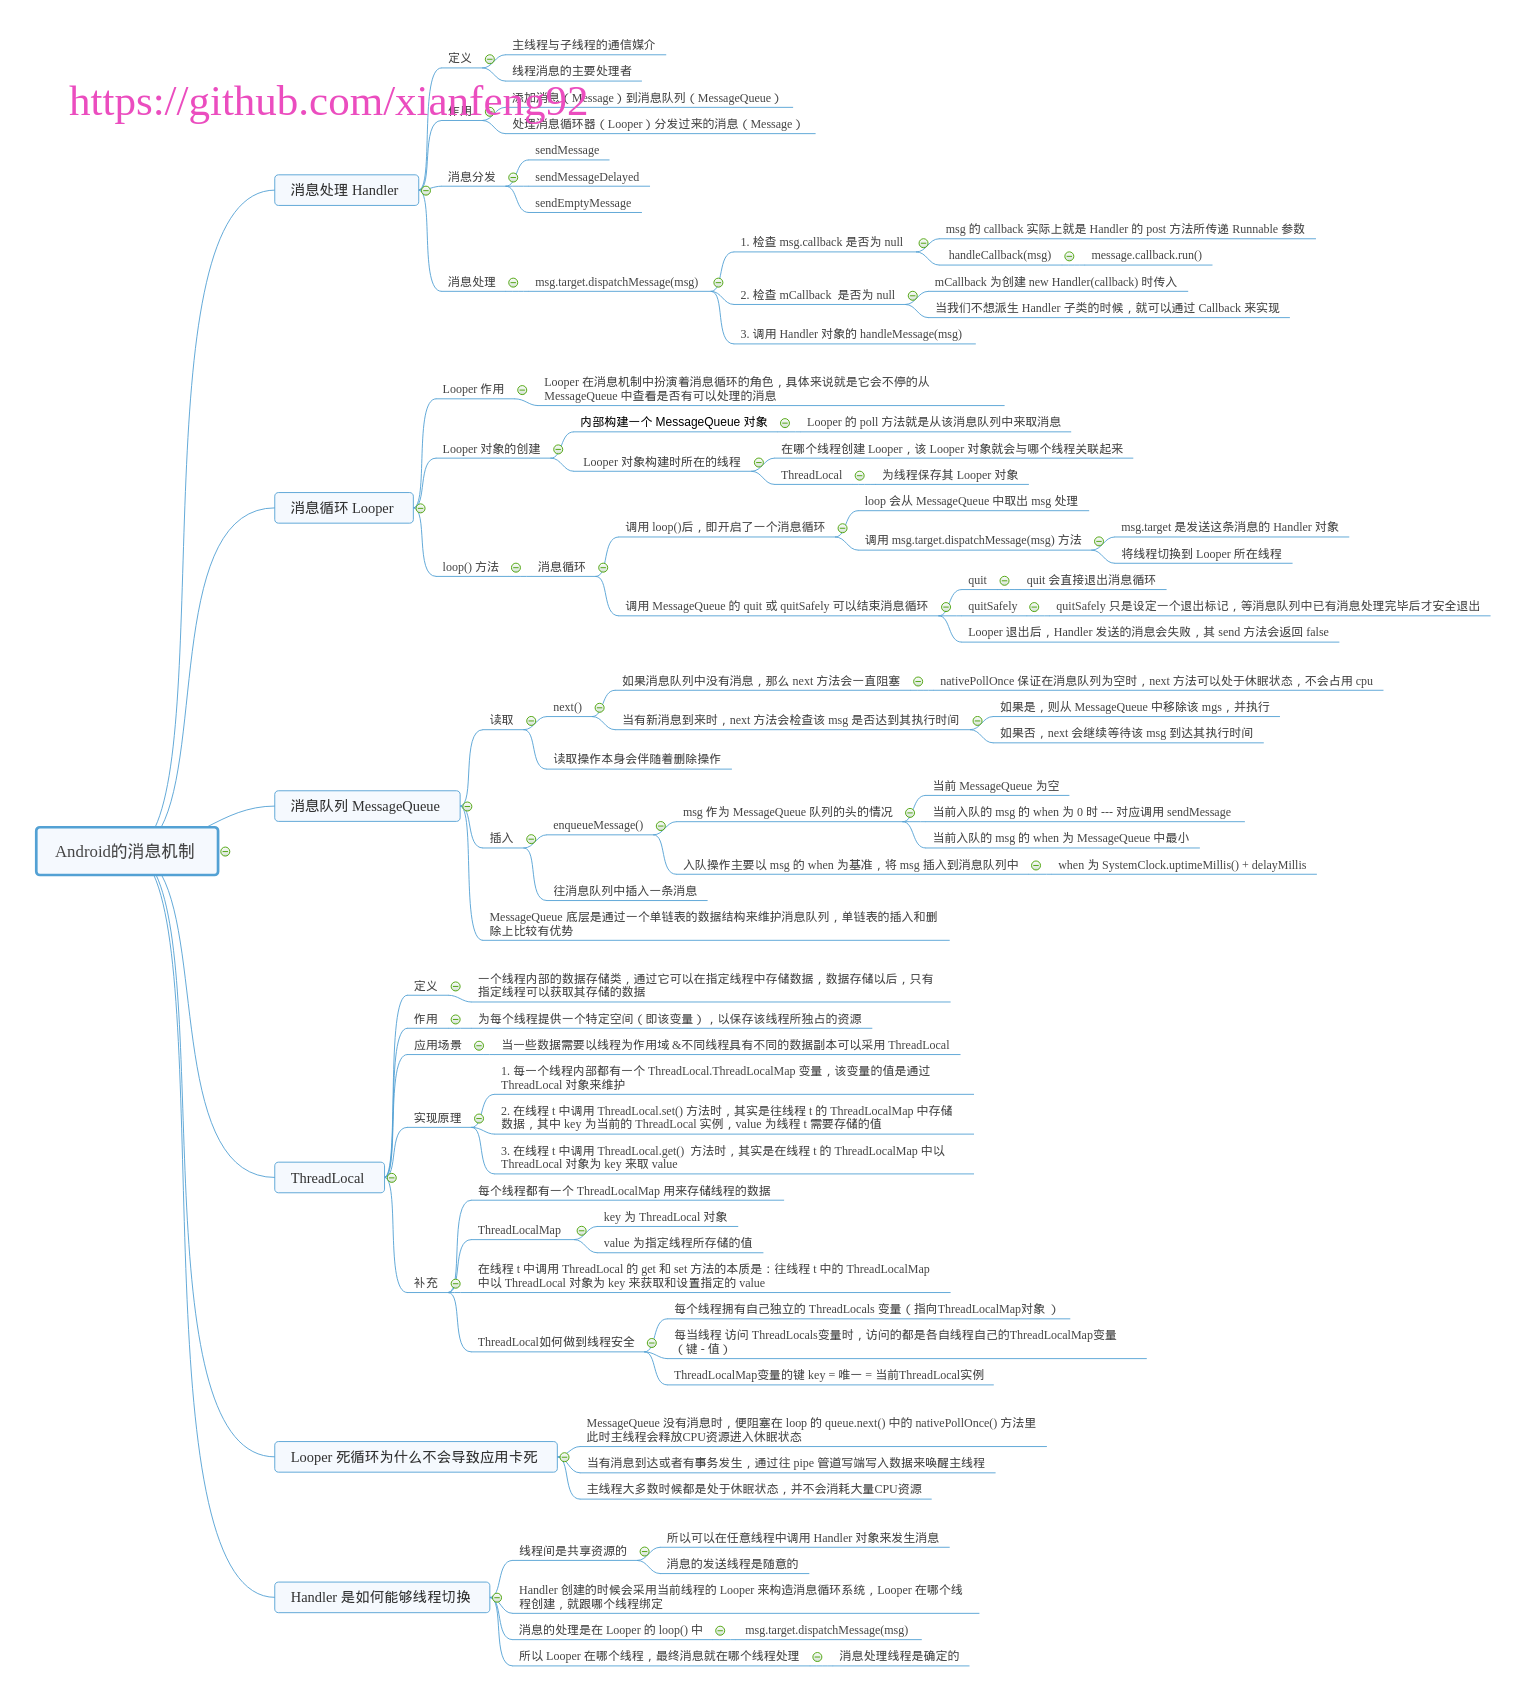 https://github.com/xianfeng92
Android的消息机制
消息处理 Handler
定义
主线程与子线程的通信媒介
线程消息的主要处理者
作用
添加消息（Message）到消息队列（MessageQueue）
处理消息循环器（Looper）分发过来的消息（Message）
消息分发
sendMessage
sendMessageDelayed
sendEmptyMessage
消息处理
msg.target.dispatchMessage(msg)
1. 检查 msg.callback 是否为 null
msg 的 callback 实际上就是 Handler 的 post 方法所传递 Runnable 参数
handleCallback(msg)
message.callback.run()
2. 检查 mCallback  是否为 null
mCallback 为创建 new Handler(callback) 时传入
当我们不想派生 Handler 子类的时候，就可以通过 Callback 来实现
3. 调用 Handler 对象的 handleMessage(msg)
消息循环 Looper
Looper 作用
Looper 在消息机制中扮演着消息循环的角色，具体来说就是它会不停的从
MessageQueue 中查看是否有可以处理的消息
Looper 对象的创建
内部构建一个 MessageQueue 对象
Looper 的 poll 方法就是从该消息队列中来取消息
Looper 对象构建时所在的线程
在哪个线程创建 Looper，该 Looper 对象就会与哪个线程关联起来
ThreadLocal
为线程保存其 Looper 对象
loop() 方法
消息循环
调用 loop()后，即开启了一个消息循环
loop 会从 MessageQueue 中取出 msg 处理
调用 msg.target.dispatchMessage(msg) 方法
msg.target 是发送这条消息的 Handler 对象
将线程切换到 Looper 所在线程
调用 MessageQueue 的 quit 或 quitSafely 可以结束消息循环
quit
quit 会直接退出消息循环
quitSafely
quitSafely 只是设定一个退出标记，等消息队列中已有消息处理完毕后才安全退出
Looper 退出后，Handler 发送的消息会失败，其 send 方法会返回 false
消息队列 MessageQueue
读取
next()
如果消息队列中没有消息，那么 next 方法会一直阻塞
nativePollOnce 保证在消息队列为空时，next 方法可以处于休眠状态，不会占用 cpu
当有新消息到来时，next 方法会检查该 msg 是否达到其执行时间
如果是，则从 MessageQueue 中移除该 mgs，并执行
如果否，next 会继续等待该 msg 到达其执行时间
读取操作本身会伴随着删除操作
插入
enqueueMessage()
msg 作为 MessageQueue 队列的头的情况
当前 MessageQueue 为空
当前入队的 msg 的 when 为 0 时 --- 对应调用 sendMessage
当前入队的 msg 的 when 为 MessageQueue 中最小
入队操作主要以 msg 的 when 为基准，将 msg 插入到消息队列中
when 为 SystemClock.uptimeMillis() + delayMillis
往消息队列中插入一条消息
MessageQueue 底层是通过一个单链表的数据结构来维护消息队列，单链表的插入和删
除上比较有优势
ThreadLocal
定义
一个线程内部的数据存储类，通过它可以在指定线程中存储数据，数据存储以后，只有
指定线程可以获取其存储的数据
作用
为每个线程提供一个特定空间（即该变量），以保存该线程所独占的资源
应用场景
当一些数据需要以线程为作用域 &不同线程具有不同的数据副本可以采用 ThreadLocal
实现原理
1. 每一个线程内部都有一个 ThreadLocal.ThreadLocalMap 变量，该变量的值是通过
ThreadLocal 对象来维护
2. 在线程 t 中调用 ThreadLocal.set() 方法时，其实是往线程 t 的 ThreadLocalMap 中存储
数据，其中 key 为当前的 ThreadLocal 实例，value 为线程 t 需要存储的值
3. 在线程 t 中调用 ThreadLocal.get()  方法时，其实是在线程 t 的 ThreadLocalMap 中以
ThreadLocal 对象为 key 来取 value
补充
每个线程都有一个 ThreadLocalMap 用来存储线程的数据
ThreadLocalMap
key 为 ThreadLocal 对象
value 为指定线程所存储的值
在线程 t 中调用 ThreadLocal 的 get 和 set 方法的本质是：往线程 t 中的 ThreadLocalMap
中以 ThreadLocal 对象为 key 来获取和设置指定的 value
ThreadLocal如何做到线程安全
每个线程拥有自己独立的 ThreadLocals 变量（指向ThreadLocalMap对象 ）
每当线程 访问 ThreadLocals变量时，访问的都是各自线程自己的ThreadLocalMap变量
（键 - 值）
ThreadLocalMap变量的键 key = 唯一 = 当前ThreadLocal实例
Looper 死循环为什么不会导致应用卡死
MessageQueue 没有消息时，便阻塞在 loop 的 queue.next() 中的 nativePollOnce() 方法里
此时主线程会释放CPU资源进入休眠状态
当有消息到达或者有事务发生，通过往 pipe 管道写端写入数据来唤醒主线程
主线程大多数时候都是处于休眠状态，并不会消耗大量CPU资源
Handler 是如何能够线程切换
线程间是共享资源的
所以可以在任意线程中调用 Handler 对象来发生消息
消息的发送线程是随意的
Handler 创建的时候会采用当前线程的 Looper 来构造消息循环系统，Looper 在哪个线
程创建，就跟哪个线程绑定
消息的处理是在 Looper 的 loop() 中
msg.target.dispatchMessage(msg)
所以 Looper 在哪个线程，最终消息就在哪个线程处理
消息处理线程是确定的